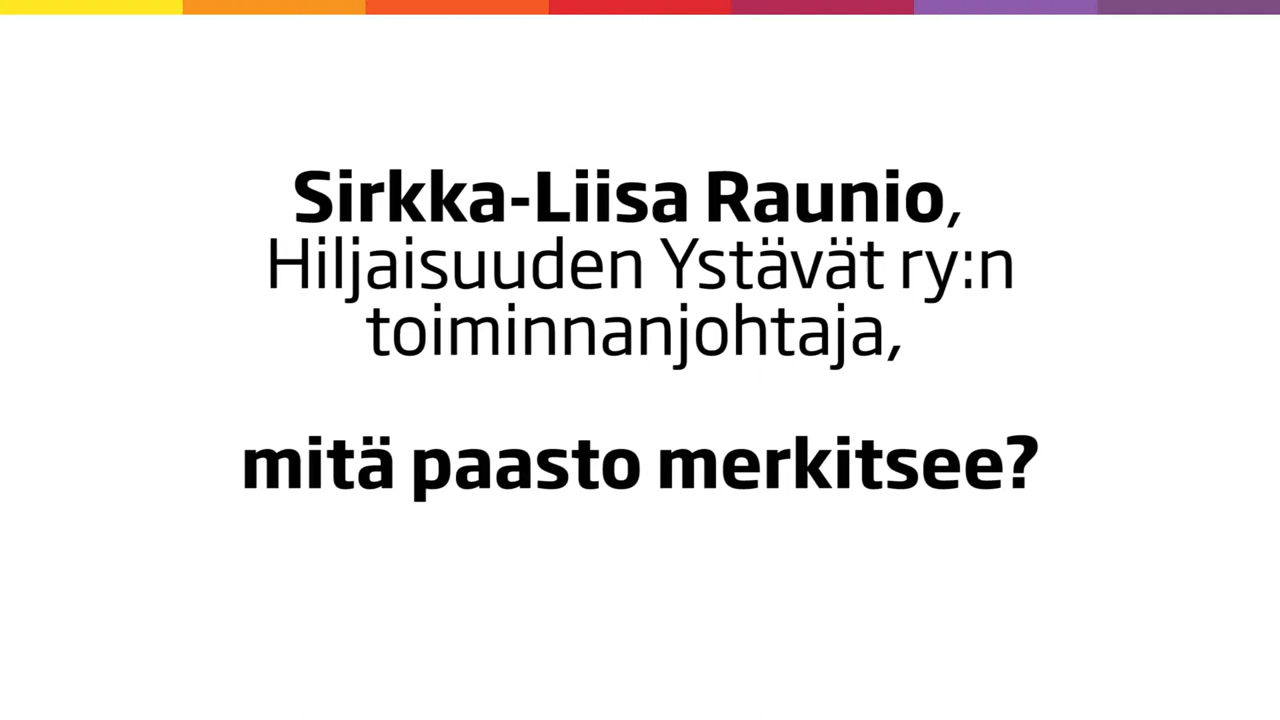 Sirkka-Liisa Raunio,
Hiljaisuuden Ystävät ry:n
toiminnanjohtaja,
mitä paasto merkitsee?